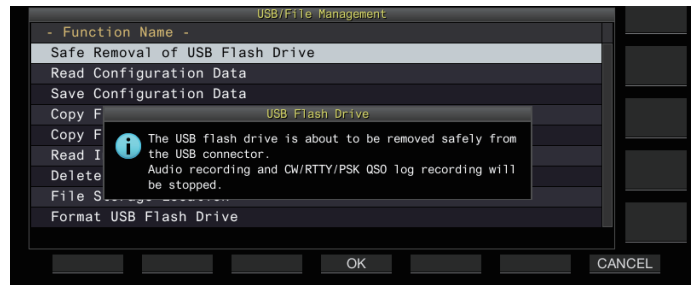 USB/File Management
- Function Name -
Safe Removal of USB Flash Drive
Read Configuration Data
Save Configuration Data
Copy F
USB Flash Drive
Copy F
The USB flash drive is about to be removed safely from
the USB connector.
Audio recording and CW/RTTY/PSK QSO log recording will
be stopped.
Read I
Delete
File S
Format USB Flash Drive
OK
CANCEL